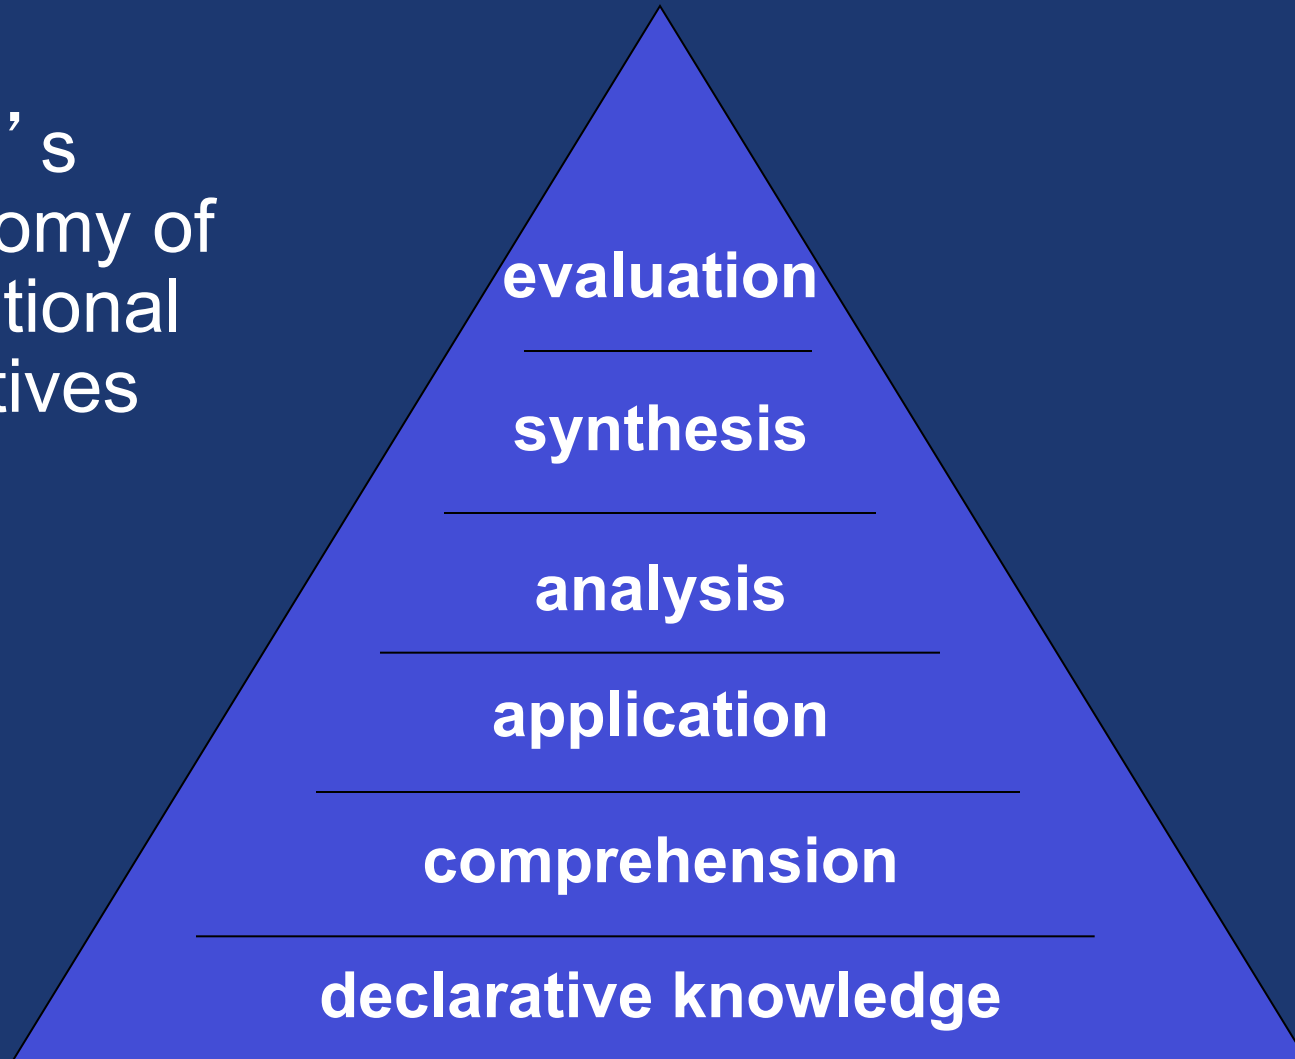 ’s
omy of
tional
tives
evaluation
synthesis
analysis
application
comprehension
declarative knowledge